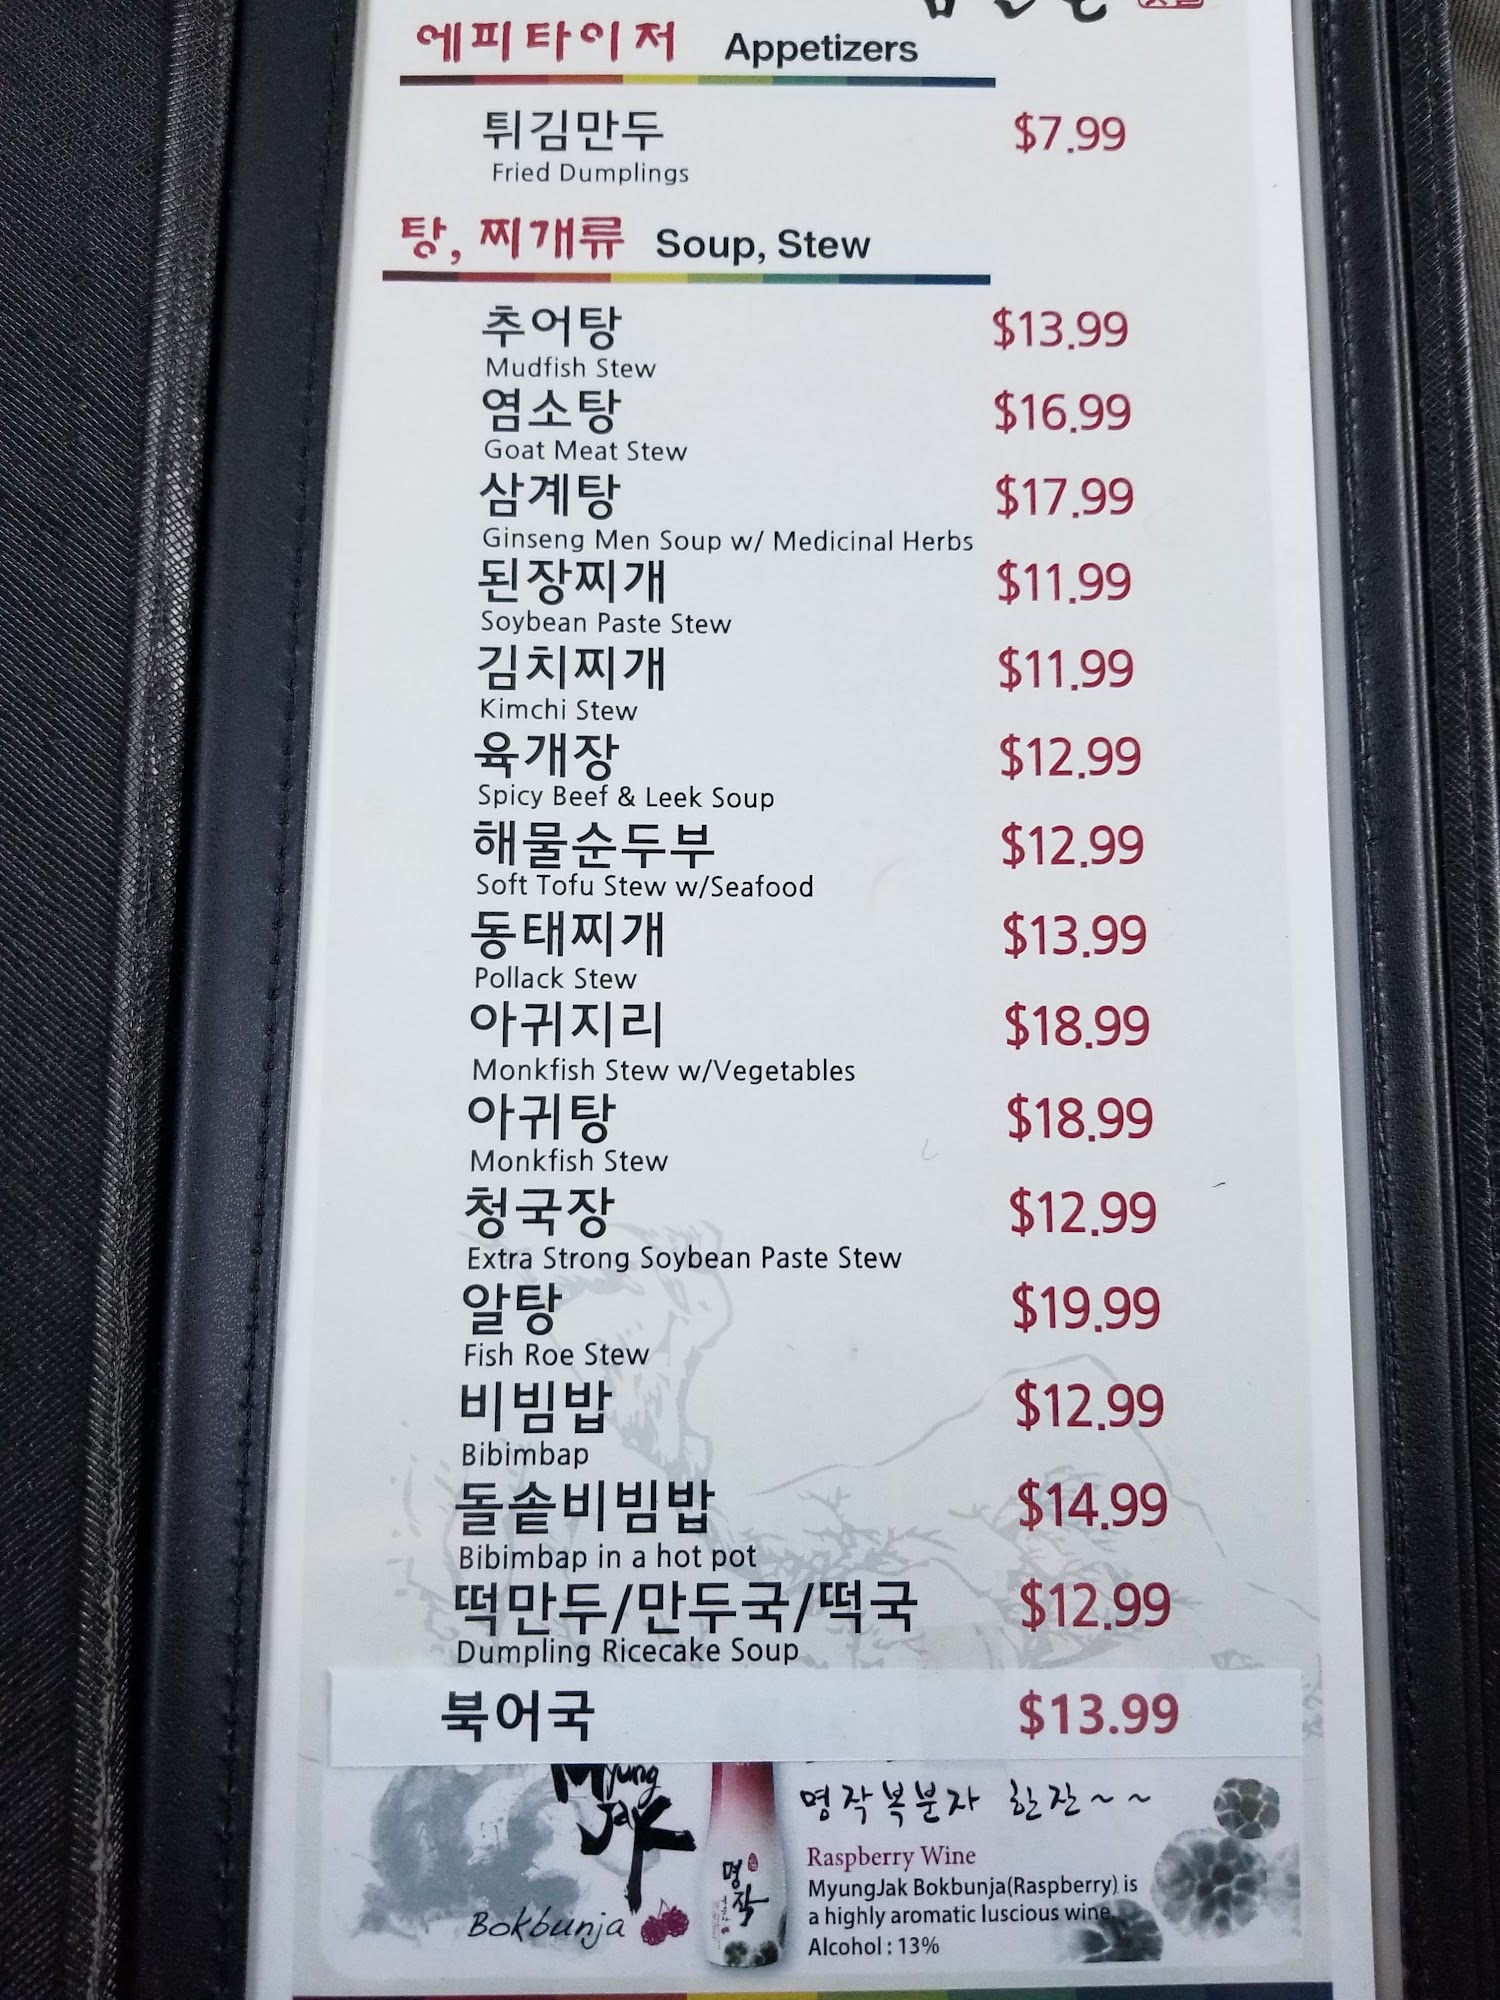 에피타이저 Appetizers
튀김만두 $7.99
Fried Dumplings
탕, 찌개류 Soup, Stew
추어탕 $13.99
Mudfish Stew
염소탕 $16.99
Goat Meat Stew
삼계탕 $17.99
Ginseng Men Soup w/ Medicinal Herbs
된장찌개 $11.99
Soybean Paste Stew
김치찌개 $11.99
Kimchi Stew
육개장 $12.99
Spicy Beef & Leek Soup
해물순두부 $12.99
Soft Tofu Stew w/Seafood
동태찌개 $13.99
Pollack Stew
아귀지리 $18.99
Monkfish Stew w/Vegetables
아귀탕 $18.99
Monkfish Stew
청국장 $12.99
Extra Strong Soybean Paste Stew
알탕 $19.99
Fish Roe Stew
비빔밥 $12.99
Bibimbap
돌솥비빔밥 $14.99
Bibimbap in a hot pot
떡만두/만두국/떡국 $12.99
Dumpling Ricecake Soup
북어국 $13.99
Myung
Jak
Bokbunja
명작
명작복분자 한잔~~
Raspberry Wine
MyungJak Bokbunja(Raspberry) is
a highly aromatic luscious wine.
Alcohol : 13%